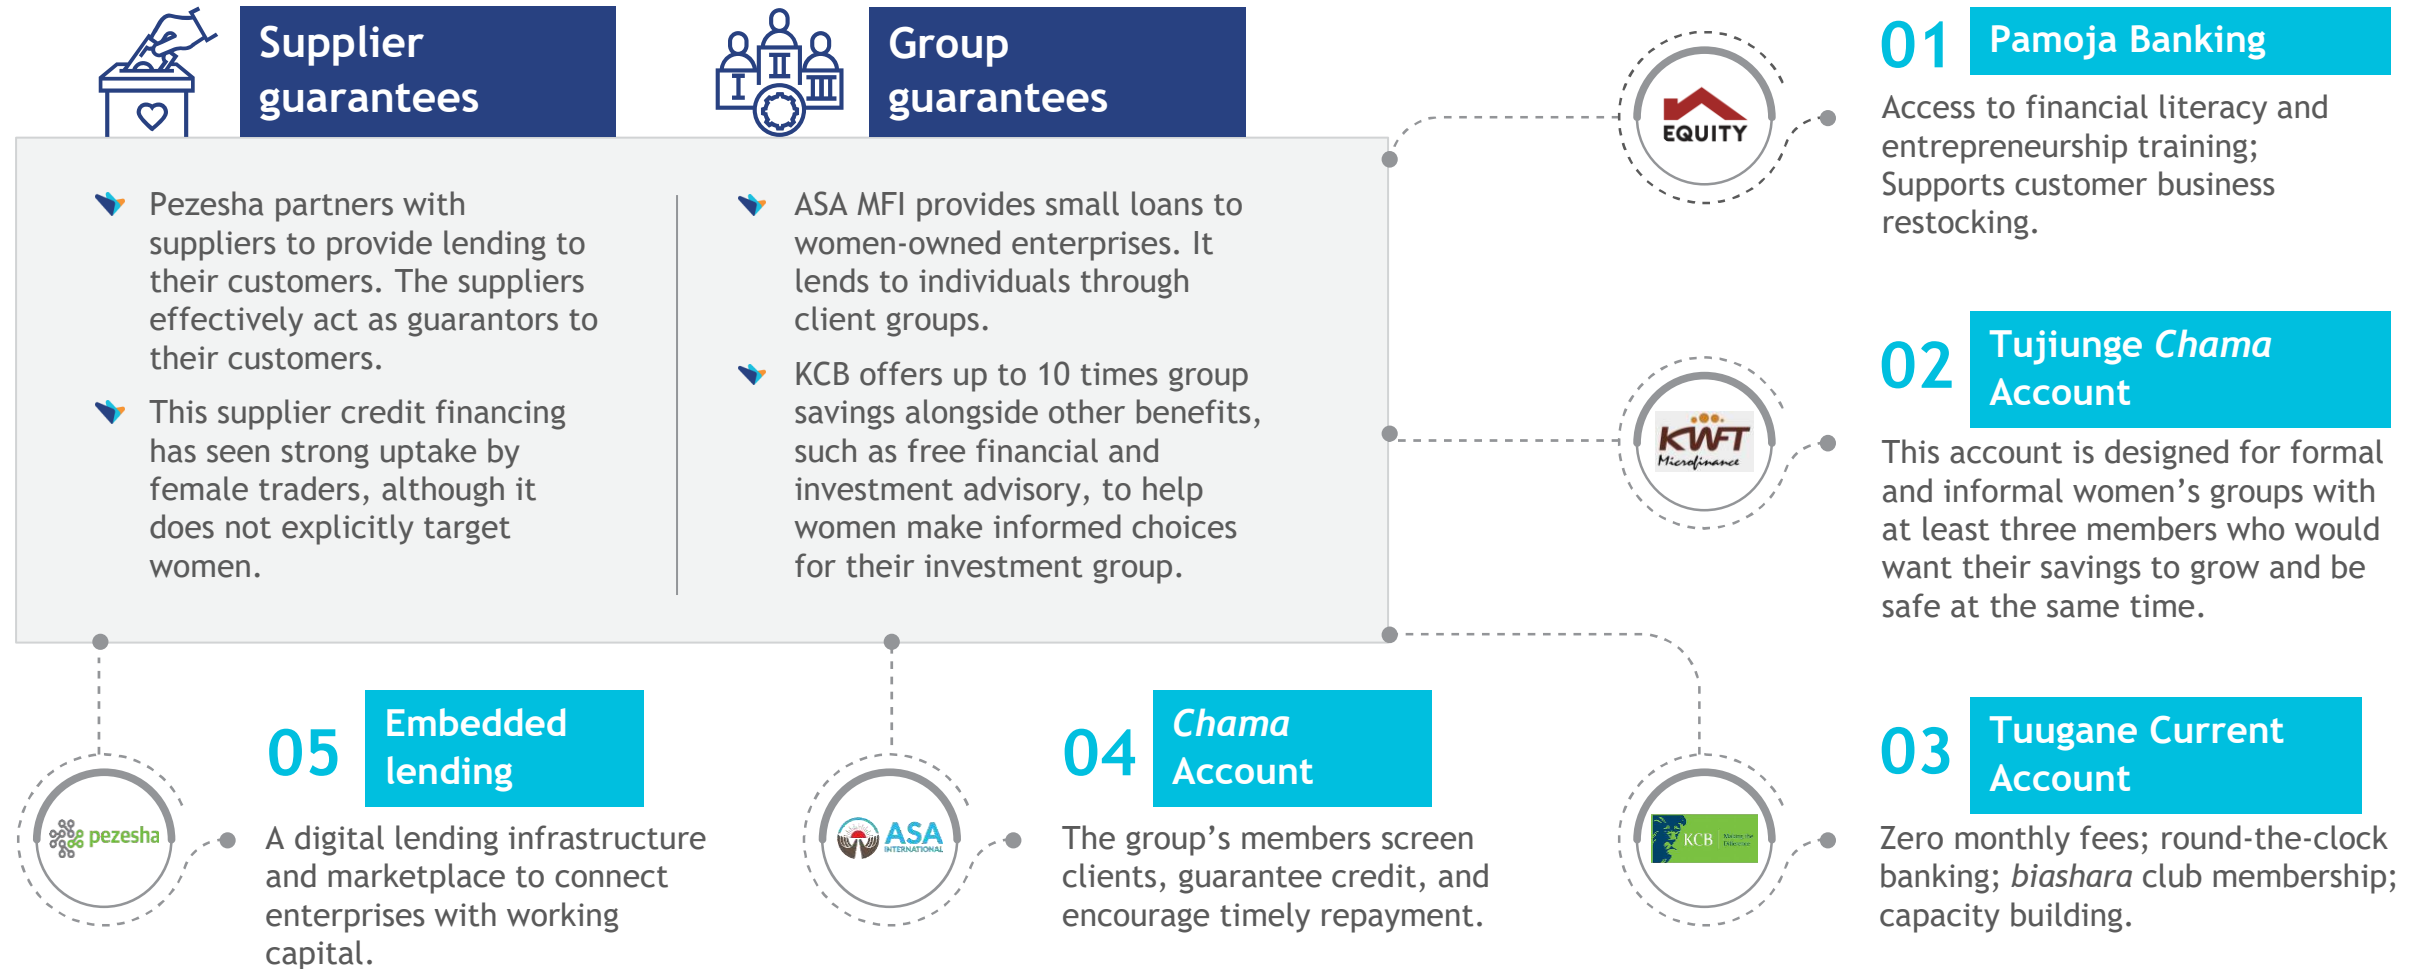 Supplier
guarantees
Pezesha partners with
suppliers to provide lending to
their customers. The suppliers
effectively act as guarantors to
their customers.
This supplier credit financing
has seen strong uptake by
female traders, although it
does not explicitly target
women.
I
II
III
Group
guarantees
ASA MFI provides small loans to
women-owned enterprises. It
lends to individuals through
client groups.
KCB offers up to 10 times group
savings alongside other benefits,
such as free financial and
investment advisory, to help
women make informed choices
for their investment group.
EQUITY
01
Pamoja Banking
Access to financial literacy and
entrepreneurship training;
Supports customer business
restocking.
KWFT
Microfinance
02
Tujiunge Chama
Account
This account is designed for formal
and informal women’s groups with
at least three members who would
want their savings to grow and be
safe at the same time.
KCB
Making the
Difference
03
Tuugane Current
Account
Zero monthly fees; round-the-clock
banking; biashara club membership;
capacity building.
ASA
INTERNATIONAL
04
Chama
Account
The group’s members screen
clients, guarantee credit, and
encourage timely repayment.
pezesha
05
Embedded
lending
A digital lending infrastructure
and marketplace to connect
enterprises with working
capital.